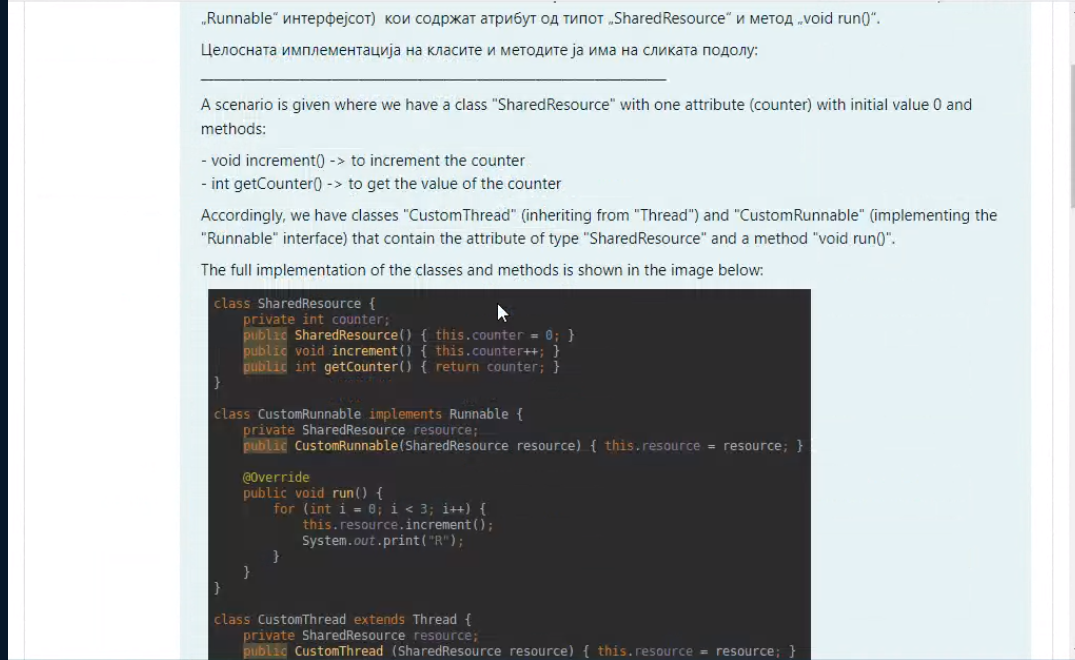 „Runnable“ интерфејсот) кои содржат атрибут од типот „SharedResource“ и метод „void run()“.
Целосната имплементација на класите и методите ја има на сликата подолу:
A scenario is given where we have a class "SharedResource" with one attribute (counter) with initial value 0 and
methods:
- void increment() -> to increment the counter
- int getCounter() -> to get the value of the counter
Accordingly, we have classes "CustomThread" (inheriting from "Thread") and "CustomRunnable" (implementing the
"Runnable" interface) that contain the attribute of type "SharedResource" and a method "void run()".
The full implementation of the classes and methods is shown in the image below:
class SharedResource {
private int counter;
public SharedResource() { this.counter = 0; }
public void increment() { this.counter++; }
public int getCounter() { return counter; }
}
class CustomRunnable implements Runnable {
private SharedResource resource;
public CustomRunnable(SharedResource resource) { this.resource = resource; }
@Override
public void run() {
for (int i = 0; i < 3; i++) {
this.resource.increment();
System.out.print("R");
}
}
}
class CustomThread extends Thread {
private SharedResource resource;
public CustomThread (SharedResource resource) { this.resource = resource; }